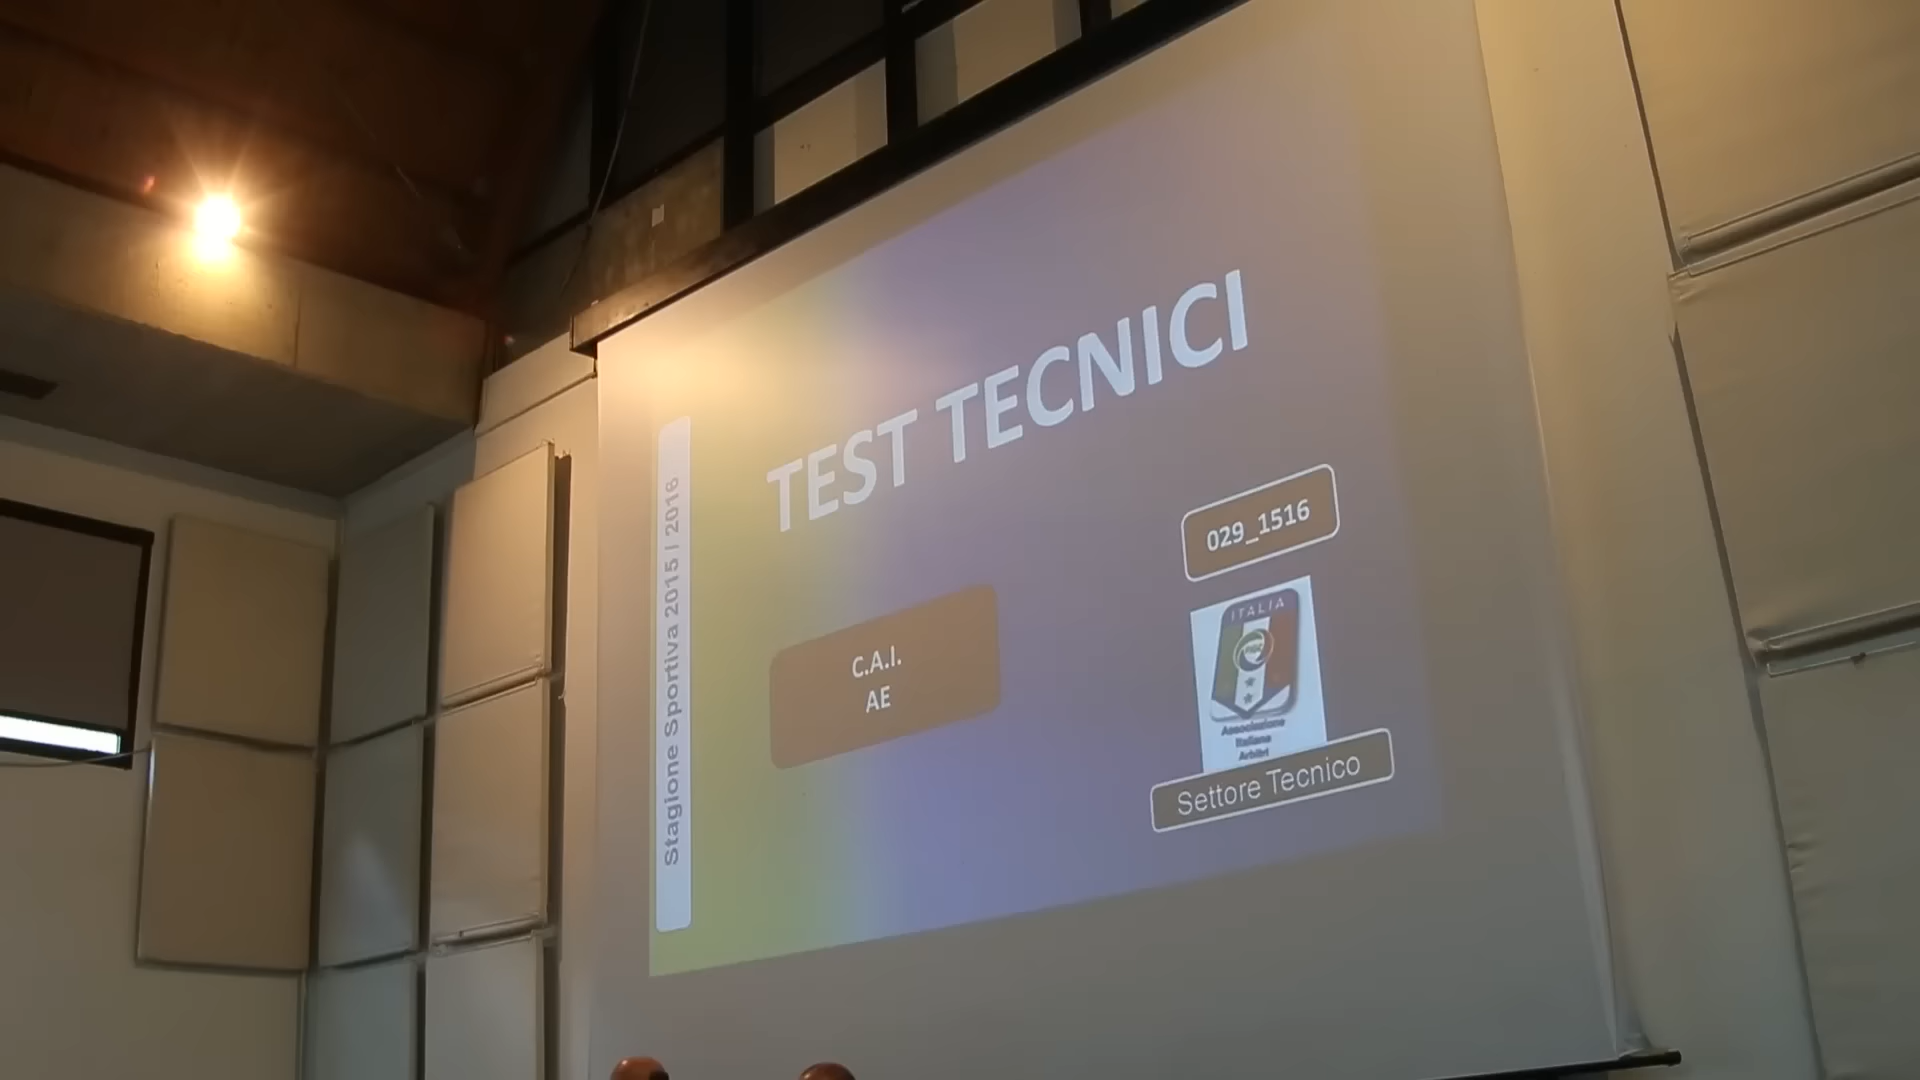 TEST TECNICI
Stagione Sportiva 2015 | 2016
029_1516
C.A.I.
AE
ITALIA
Associazione
Italiana
Arbitri
Settore Tecnico